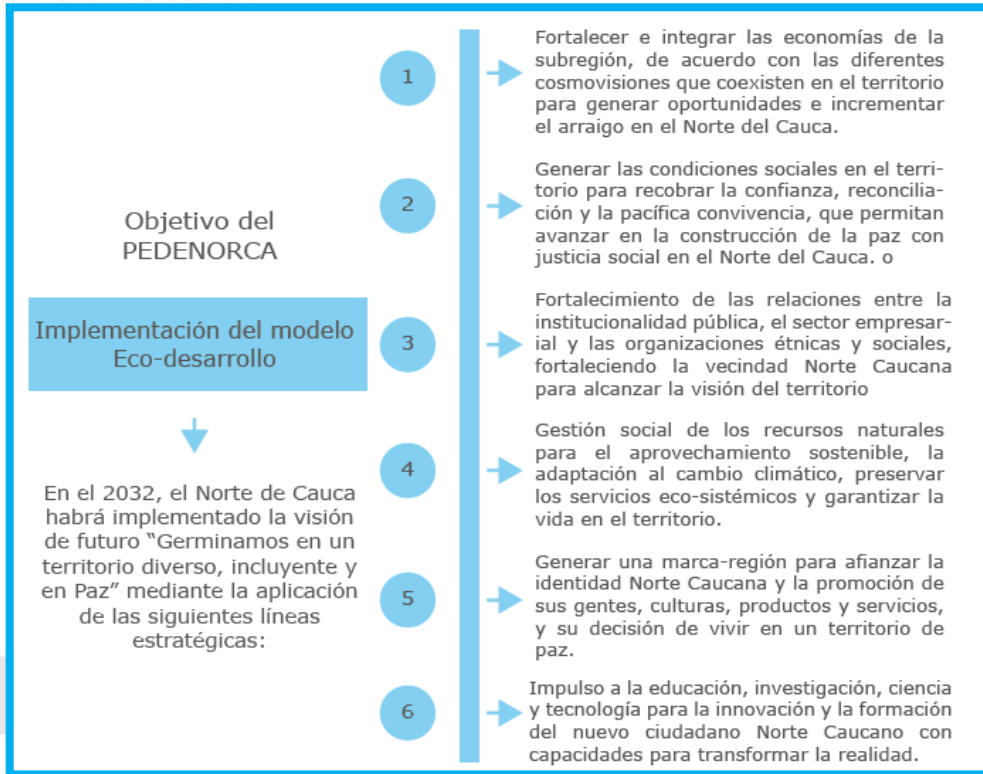 Objetivo del
PEDENORCA
Implementación del modelo
Eco-desarrollo
En el 2032, el Norte de Cauca
habrá implementado la visión
de futuro “Germinamos en un
territorio diverso, incluyente y
en Paz” mediante la aplicación
de las siguientes líneas
estratégicas:
1
Fortalecer e integrar las economías de la
subregión, de acuerdo con las diferentes
cosmovisiones que coexisten en el territorio
para generar oportunidades e incrementar
el arraigo en el Norte del Cauca.
2
Generar las condiciones sociales en el terri-
torio para recobrar la confianza, reconcilia-
ción y la pacífica convivencia, que permitan
avanzar en la construcción de la paz con
justicia social en el Norte del Cauca. o
3
Fortalecimiento de las relaciones entre la
institucionalidad pública, el sector empresar-
ial y las organizaciones étnicas y sociales,
fortaleciendo la vecindad Norte Caucana
para alcanzar la visión del territorio
4
Gestión social de los recursos naturales
para el aprovechamiento sostenible, la
adaptación al cambio climático, preservar
los servicios eco-sistémicos y garantizar la
vida en el territorio.
5
Generar una marca-región para afianzar la
identidad Norte Caucana y la promoción de
sus gentes, culturas, productos y servicios,
y su decisión de vivir en un territorio de
paz.
6
Impulso a la educación, investigación, ciencia
y tecnología para la innovación y la formación
del nuevo ciudadano Norte Caucano con
capacidades para transformar la realidad.